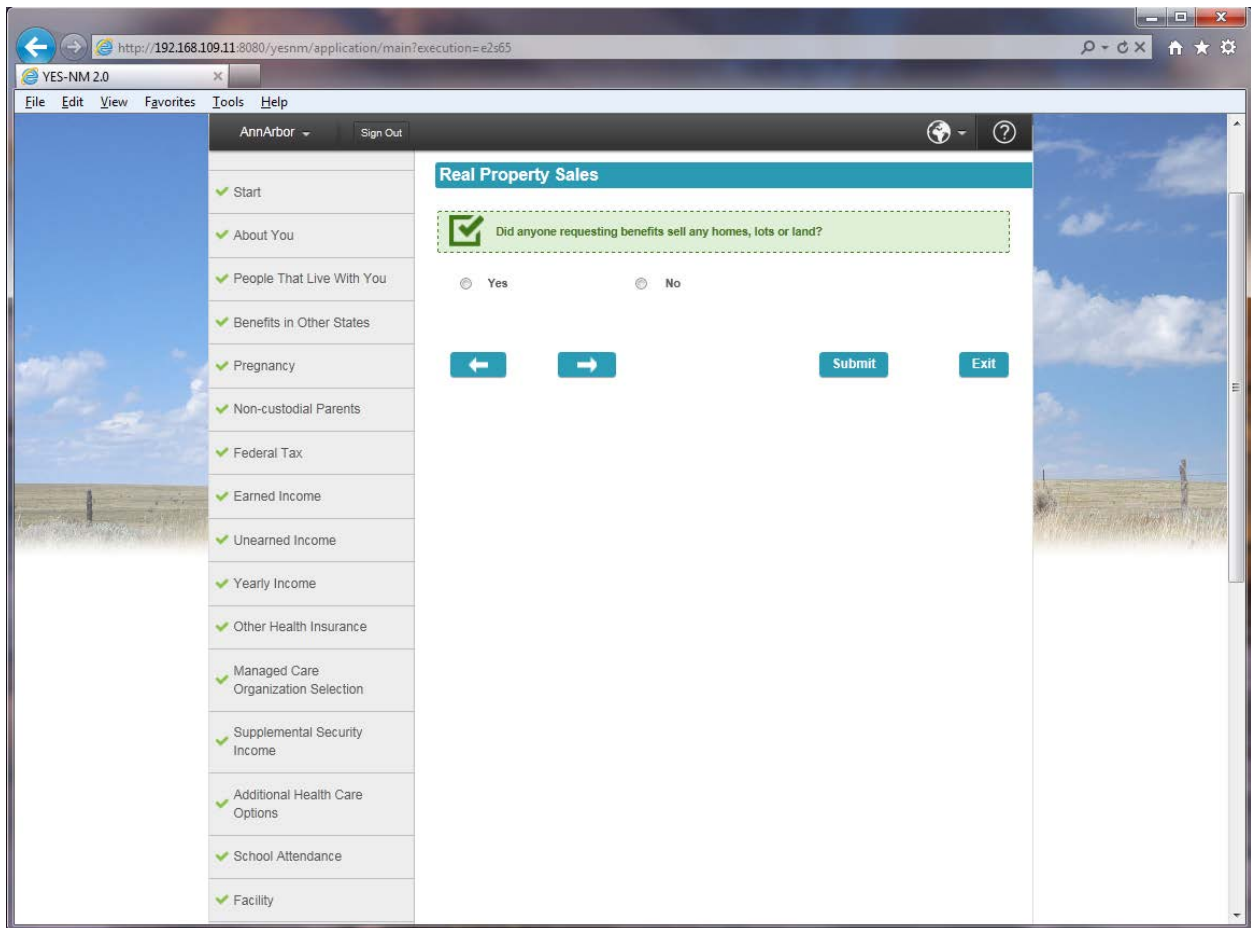 http://192.168.109.11:8080/yesnm/application/main?execution=e2s65
YES-NM 2.0
File Edit View Favorites Tools Help
AnnArbor Sign Out
Real Property Sales
Did anyone requesting benefits sell any homes, lots or land?
Yes No
Submit Exit
Start
About You
People That Live With You
Benefits in Other States
Pregnancy
Non-custodial Parents
Federal Tax
Earned Income
Unearned Income
Yearly Income
Other Health Insurance
Managed Care
Organization Selection
Supplemental Security
Income
Additional Health Care
Options
School Attendance
Facility